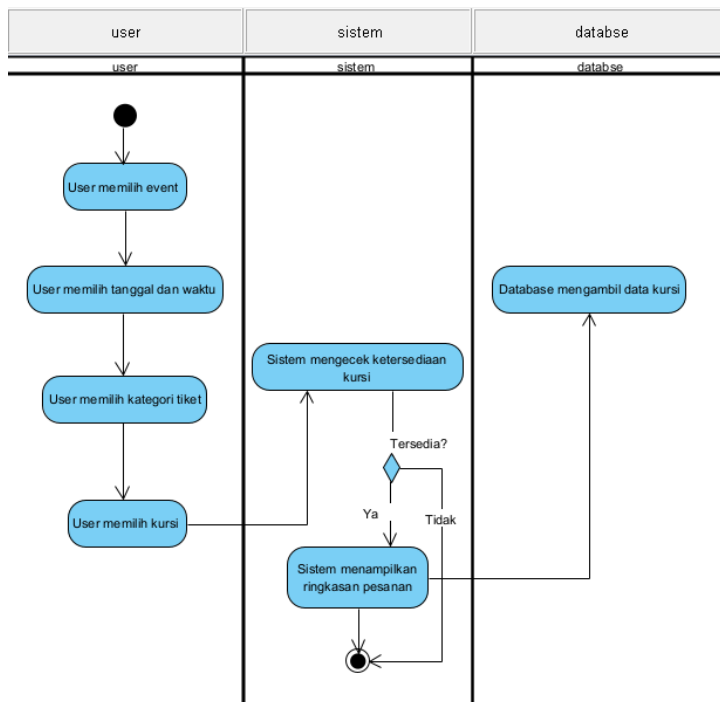 user
sistem
databse
user
sistem
databse
User memilih event
User memilih tanggal dan waktu
Database mengambil data kursi
Sistem mengecek ketersediaan
kursi
User memilih kategori tiket
Tersedia?
User memilih kursi
Ya
Tidak
Sistem menampilkan
ringkasan pesanan